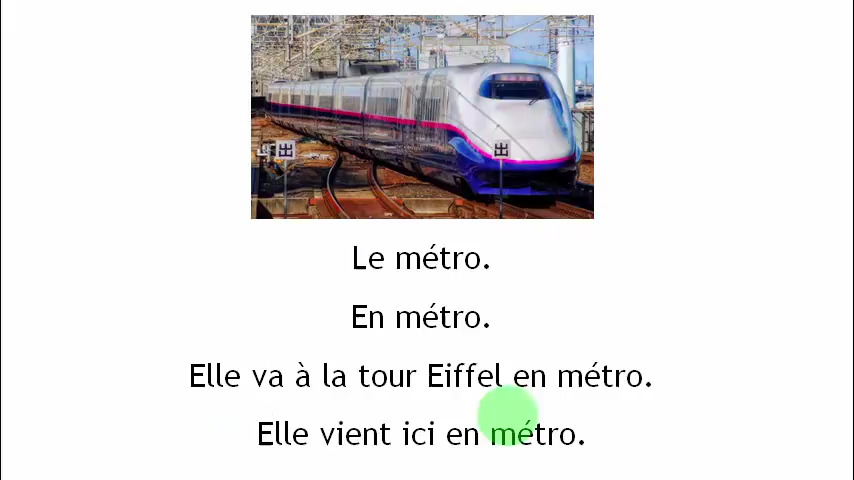 出
出
Le métro.
En métro.
Elle va à la tour Eiffel en métro.
Elle vient ici en métro.